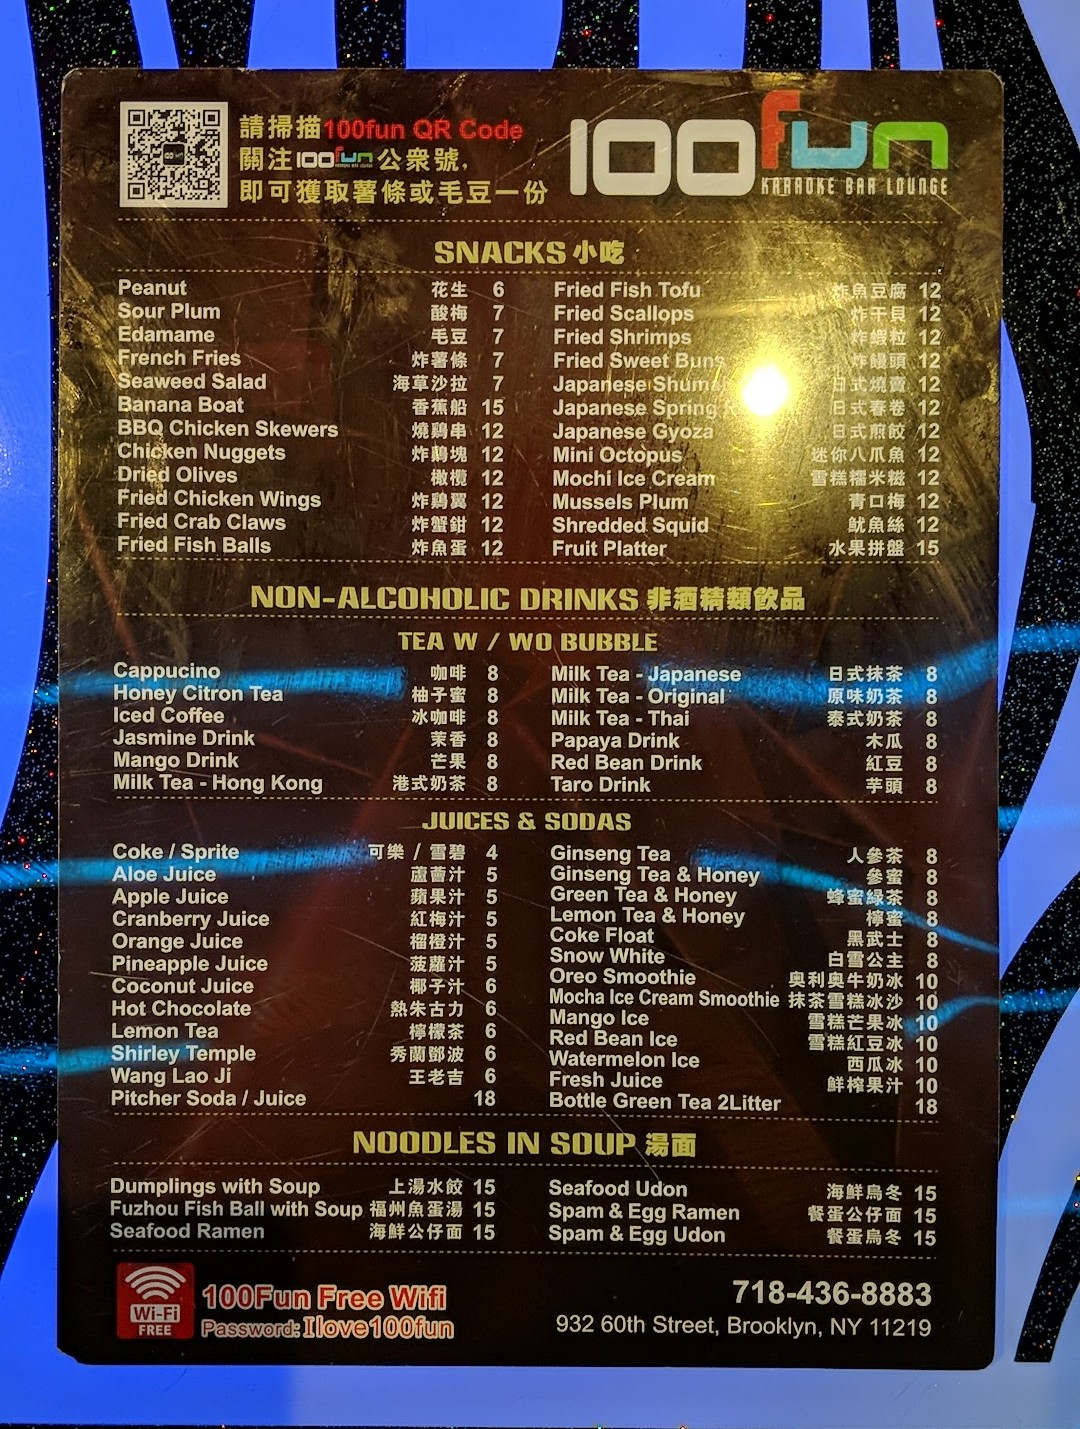 請掃描100fun QR Code
關注100fun公眾號,
即可獲取薯條或毛豆一份
100fun
KARAOKE BAR LOUNGE
SNACKS 小吃
Peanut 花生 6
Sour Plum 酸梅 7
Edamame 毛豆 7
French Fries 炸薯條 7
Seaweed Salad 海草沙拉 7
Banana Boat 香蕉船 15
BBQ Chicken Skewers 燒鷄串 12
Chicken Nuggets 炸鷄塊 12
Dried Olives 橄欖 12
Fried Chicken Wings 炸鷄翼 12
Fried Crab Claws 炸蟹鉗 12
Fried Fish Balls 炸魚蛋 12
Fried Fish Tofu 炸魚豆腐 12
Fried Scallops 炸干貝 12
Fried Shrimps 炸蝦粒 12
Fried Sweet Buns 炸饅頭 12
Japanese 日式燒賣 12
Japanese Spring 日式春卷 12
Japanese Gyoza 日式煎餃 12
Mini Octopus 迷你八爪魚 12
Mochi Ice Cream 雪糕糯米糍 12
Mussels Plum 青口梅 12
Shredded Squid 魷魚絲 12
Fruit Platter 水果拼盤 15
NON-ALCOHOLIC DRINKS 非酒精類飲品
TEA W / WO BUBBLE
Cappucino 咖啡 8
Honey Citron Tea 柚子蜜 8
Iced Coffee 冰咖啡 8
Jasmine Drink 茉香 8
Mango Drink 芒果 8
Milk Tea - Hong Kong 港式奶茶 8
Milk Tea - Japanese 日式抹茶 8
Milk Tea - Original 原味奶茶 8
Milk Tea - Thai 泰式奶茶 8
Papaya Drink 木瓜 8
Red Bean Drink 紅豆 8
Taro Drink 芋頭 8
JUICES & SODAS
Coke / Sprite 可樂 / 雪碧 4
Aloe Juice 蘆薈汁 5
Apple Juice 蘋果汁 5
Cranberry Juice 紅梅汁 5
Orange Juice 榴橙汁 5
Pineapple Juice 菠蘿汁 5
Coconut Juice 椰子汁 6
Hot Chocolate 熱朱古力 6
Lemon Tea 檸檬茶 6
Shirley Temple 秀蘭鄧波 6
Wang Lao Ji 王老吉 6
Pitcher Soda / Juice 18
Ginseng Tea 人參茶 8
Ginseng Tea & Honey 參蜜 8
Green Tea & Honey 蜂蜜緑茶 8
Lemon Tea & Honey 檸蜜 8
Coke Float 黑武士 8
Snow White 白雪公主 8
Oreo Smoothie 奥利奥牛奶冰 10
Mocha Ice Cream Smoothie 抹茶雪糕冰沙 10
Mango Ice 雪糕芒果冰 10
Red Bean Ice 雪糕紅豆冰 10
Watermelon Ice 西瓜冰 10
Fresh Juice 鮮榨果汁 10
Bottle Green Tea 2Litter 18
NOODLES IN SOUP 湯面
Dumplings with Soup 上湯水餃 15
Fuzhou Fish Ball with Soup 福州魚蛋湯 15
Seafood Ramen 海鮮公仔面 15
Seafood Udon 海鮮烏冬 15
Spam & Egg Ramen 餐蛋公仔面 15
Spam & Egg Udon 餐蛋烏冬 15
Wi-Fi
FREE
100Fun Free Wifi
Password: Ilove100fun
718-436-8883
932 60th Street, Brooklyn, NY 11219